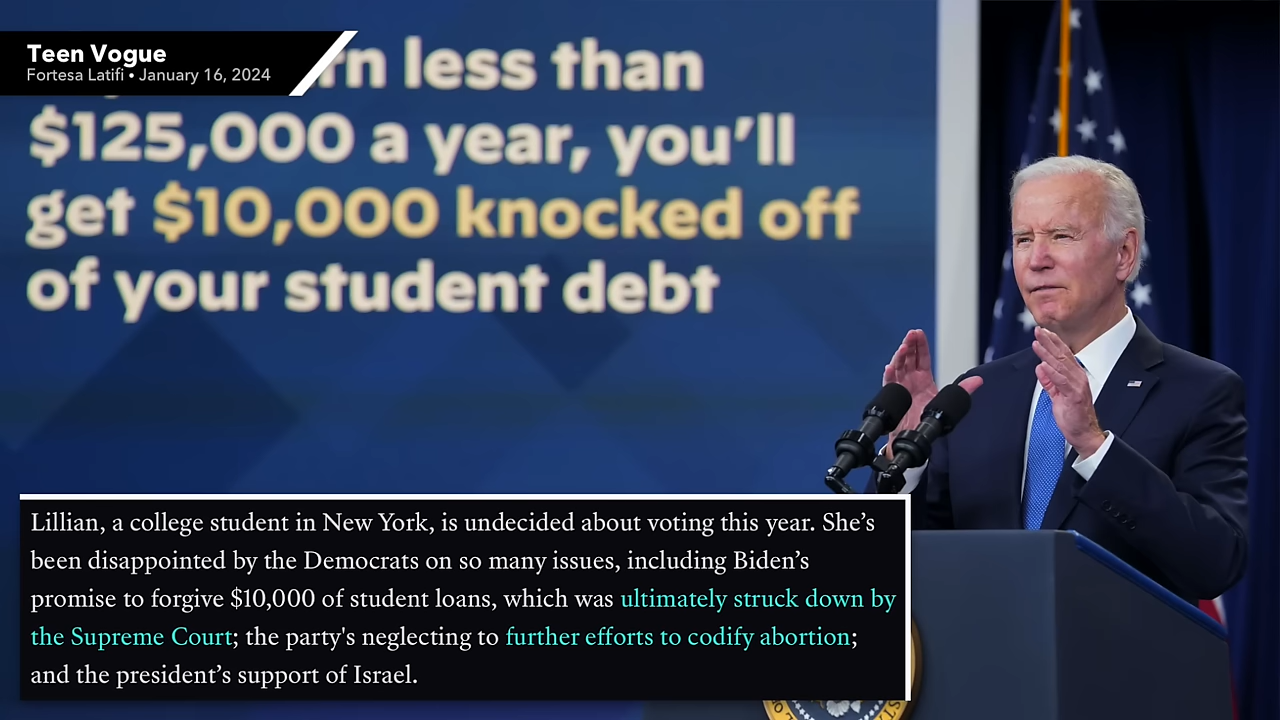 Teen Vogue
Fortesa Latifi • January 16, 2024
less than
$125,000 a year, you'll
get $10,000 knocked off
of your student debt
Lillian, a college student in New York, is undecided about voting this year. She’s
been disappointed by the Democrats on so many issues, including Biden’s
promise to forgive $10,000 of student loans, which was ultimately struck down by
the Supreme Court; the party's neglecting to further efforts to codify abortion;
and the president’s support of Israel.